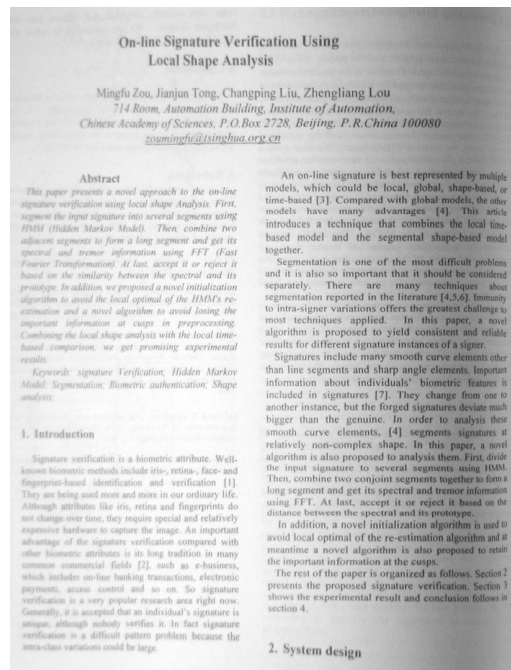 On-line Signature Verification Using
Local Shape Analysis
Mingfu Zou, Jianjun Tong, Changping Liu, Zhengliang Lou
714 Room, Automation Building, Institute of Automation,
Chinese Academy of Sciences, P.O.Box 2728, Beijing, P.R.China 100080
zoumingfu@tsinghua.org.cn
Abstract
This paper presents a novel approach to the on-line
signature verification using local shape Analysis. First,
segment the input signature into several segments using
HMM (Hidden Markov Model). Then, combine two
adjacent segments to form a long segment and get its
spectral and tremor information using FFT (Fast
Fourier Transformation). At last, accept it or reject it
based on the similarity between the spectral and its
prototype. In addition, we proposed a novel initialization
algorithm to avoid the local optimal of the HMM's re-
estimation and a novel algorithm to avoid losing the
important information at cusps in preprocessing.
Combining the local shape analysis with the local time-
based comparison, we get promising experimental
results.
Keywords: signature Verification; Hidden Markov
Model; Segmentation; Biometric authentication; Shape
analysis.
1. Introduction
Signature verification is a biometric attribute. Well-
known biometric methods include iris-, retina-, face- and
fingerprint-based identification and verification [1].
They are being used more and more in our ordinary life.
Although attributes like iris, retina and fingerprints do
not change over time, they require special and relatively
expensive hardware to capture the image. An important
advantage of the signature verification compared with
other biometric attributes is its long tradition in many
common commercial fields [2], such as e-business,
which includes on-line banking transactions, electronic
payments, access control and so on. So signature
verification is a very popular research area right now.
Generally, it is accepted that an individual's signature is
unique, although nobody verifies it. In fact signature
verification is a difficult pattern problem because the
intra-class variations could be large.
An on-line signature is best represented by multiple
models, which could be local, global, shape-based, or
time-based [3]. Compared with global models, the other
models have many advantages [4]. This article
introduces a technique that combines the local time-
based model and the segmental shape-based model
together.
Segmentation is one of the most difficult problems
and it is also so important that it should be considered
separately. There are many techniques about
segmentation reported in the literature [4,5,6]. Immunity
to intra-signer variations offers the greatest challenge to
most techniques applied. In this paper, a novel
algorithm is proposed to yield consistent and reliable
results for different signature instances of a signer.
Signatures include many smooth curve elements other
than line segments and sharp angle elements. Important
information about individuals' biometric features is
included in signatures [7]. They change from one to
another instance, but the forged signatures deviate much
bigger than the genuine. In order to analysis these
smooth curve elements, [4] segments signatures at
relatively non-complex shape. In this paper, a novel
algorithm is also proposed to analysis them. First, divide
the input signature to several segments using HMM.
Then, combine two conjoint segments together to form a
long segment and get its spectral and tremor information
using FFT. At last, accept it or reject it based on the
distance between the spectral and its prototype.
In addition, a novel initialization algorithm is used to
avoid local optimal of the re-estimation algorithm and at
meantime a novel algorithm is also proposed to retain
the important information at the cusps.
The rest of the paper is organized as follows. Section 2
presents the proposed signature verification. Section 3
shows the experimental result and conclusion follows in
section 4.
2. System design